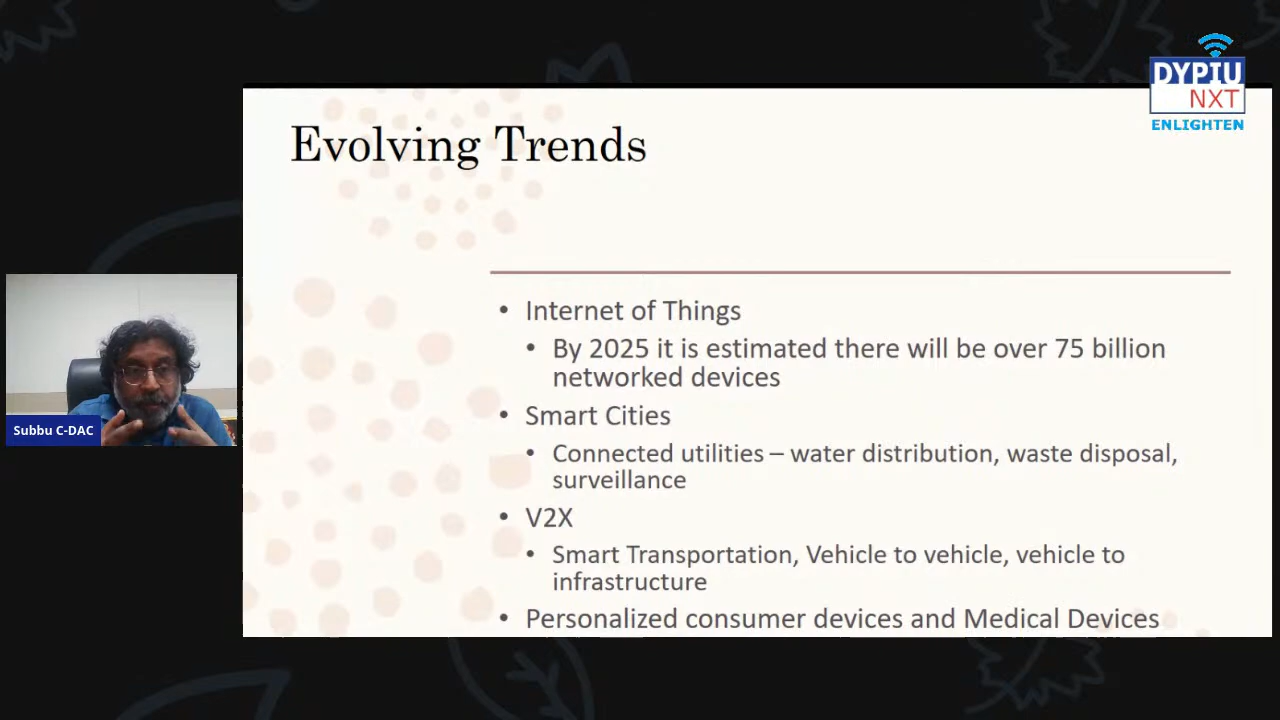 DYPIU
NXT
ENLIGHTEN
Evolving Trends
• Internet of Things
• By 2025 it is estimated there will be over 75 billion
networked devices
• Smart Cities
• Connected utilities – water distribution, waste disposal,
surveillance
• V2X
• Smart Transportation, Vehicle to vehicle, vehicle to
infrastructure
• Personalized consumer devices and Medical Devices
Subbu C-DAC